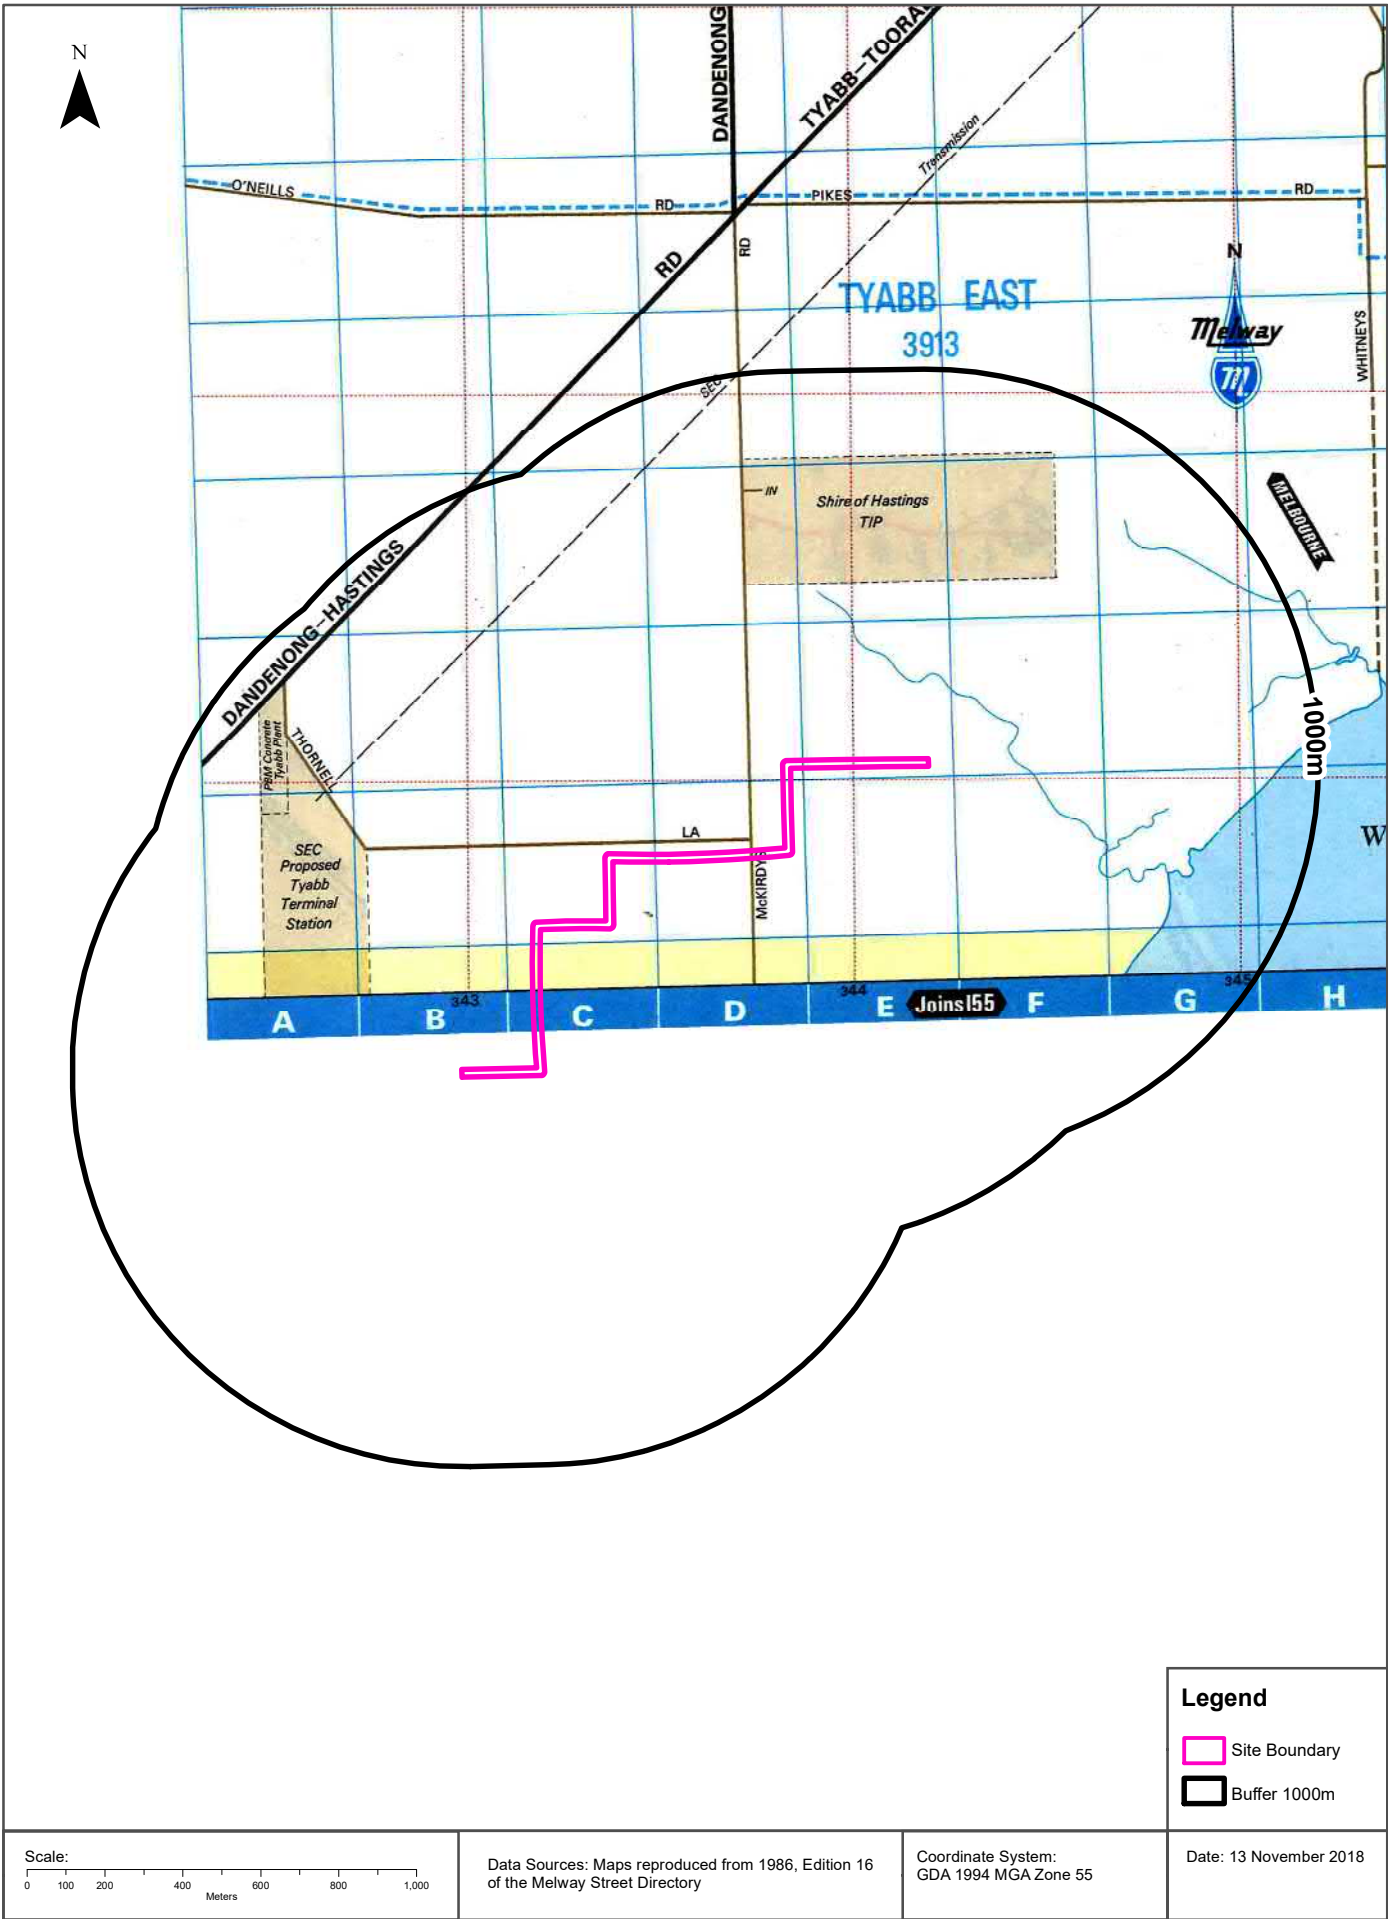 N
DANDENONG
TYABB-TOORA
Transmission
O'NEILLS
RD
PIKES
RD
RD
RD
N
TYABB EAST
3913
Melway
M
WHITNEYS
SEC
IN
Shire of Hastings
TIP
MELBOURNE
DANDENONG-HASTINGS
1000m
PBM Concrete
Tyabb Plant
THORNELL
LA
W
SEC
Proposed
Tyabb
Terminal
Station
McKIRDYS
343
344
345
A
B
C
D
E
Joins 155
F
G
H
Legend
Site Boundary
Buffer 1000m
Scale:
0 100 200 400 600 800 1,000
Meters
Data Sources: Maps reproduced from 1986, Edition 16
of the Melway Street Directory
Coordinate System:
GDA 1994 MGA Zone 55
Date: 13 November 2018